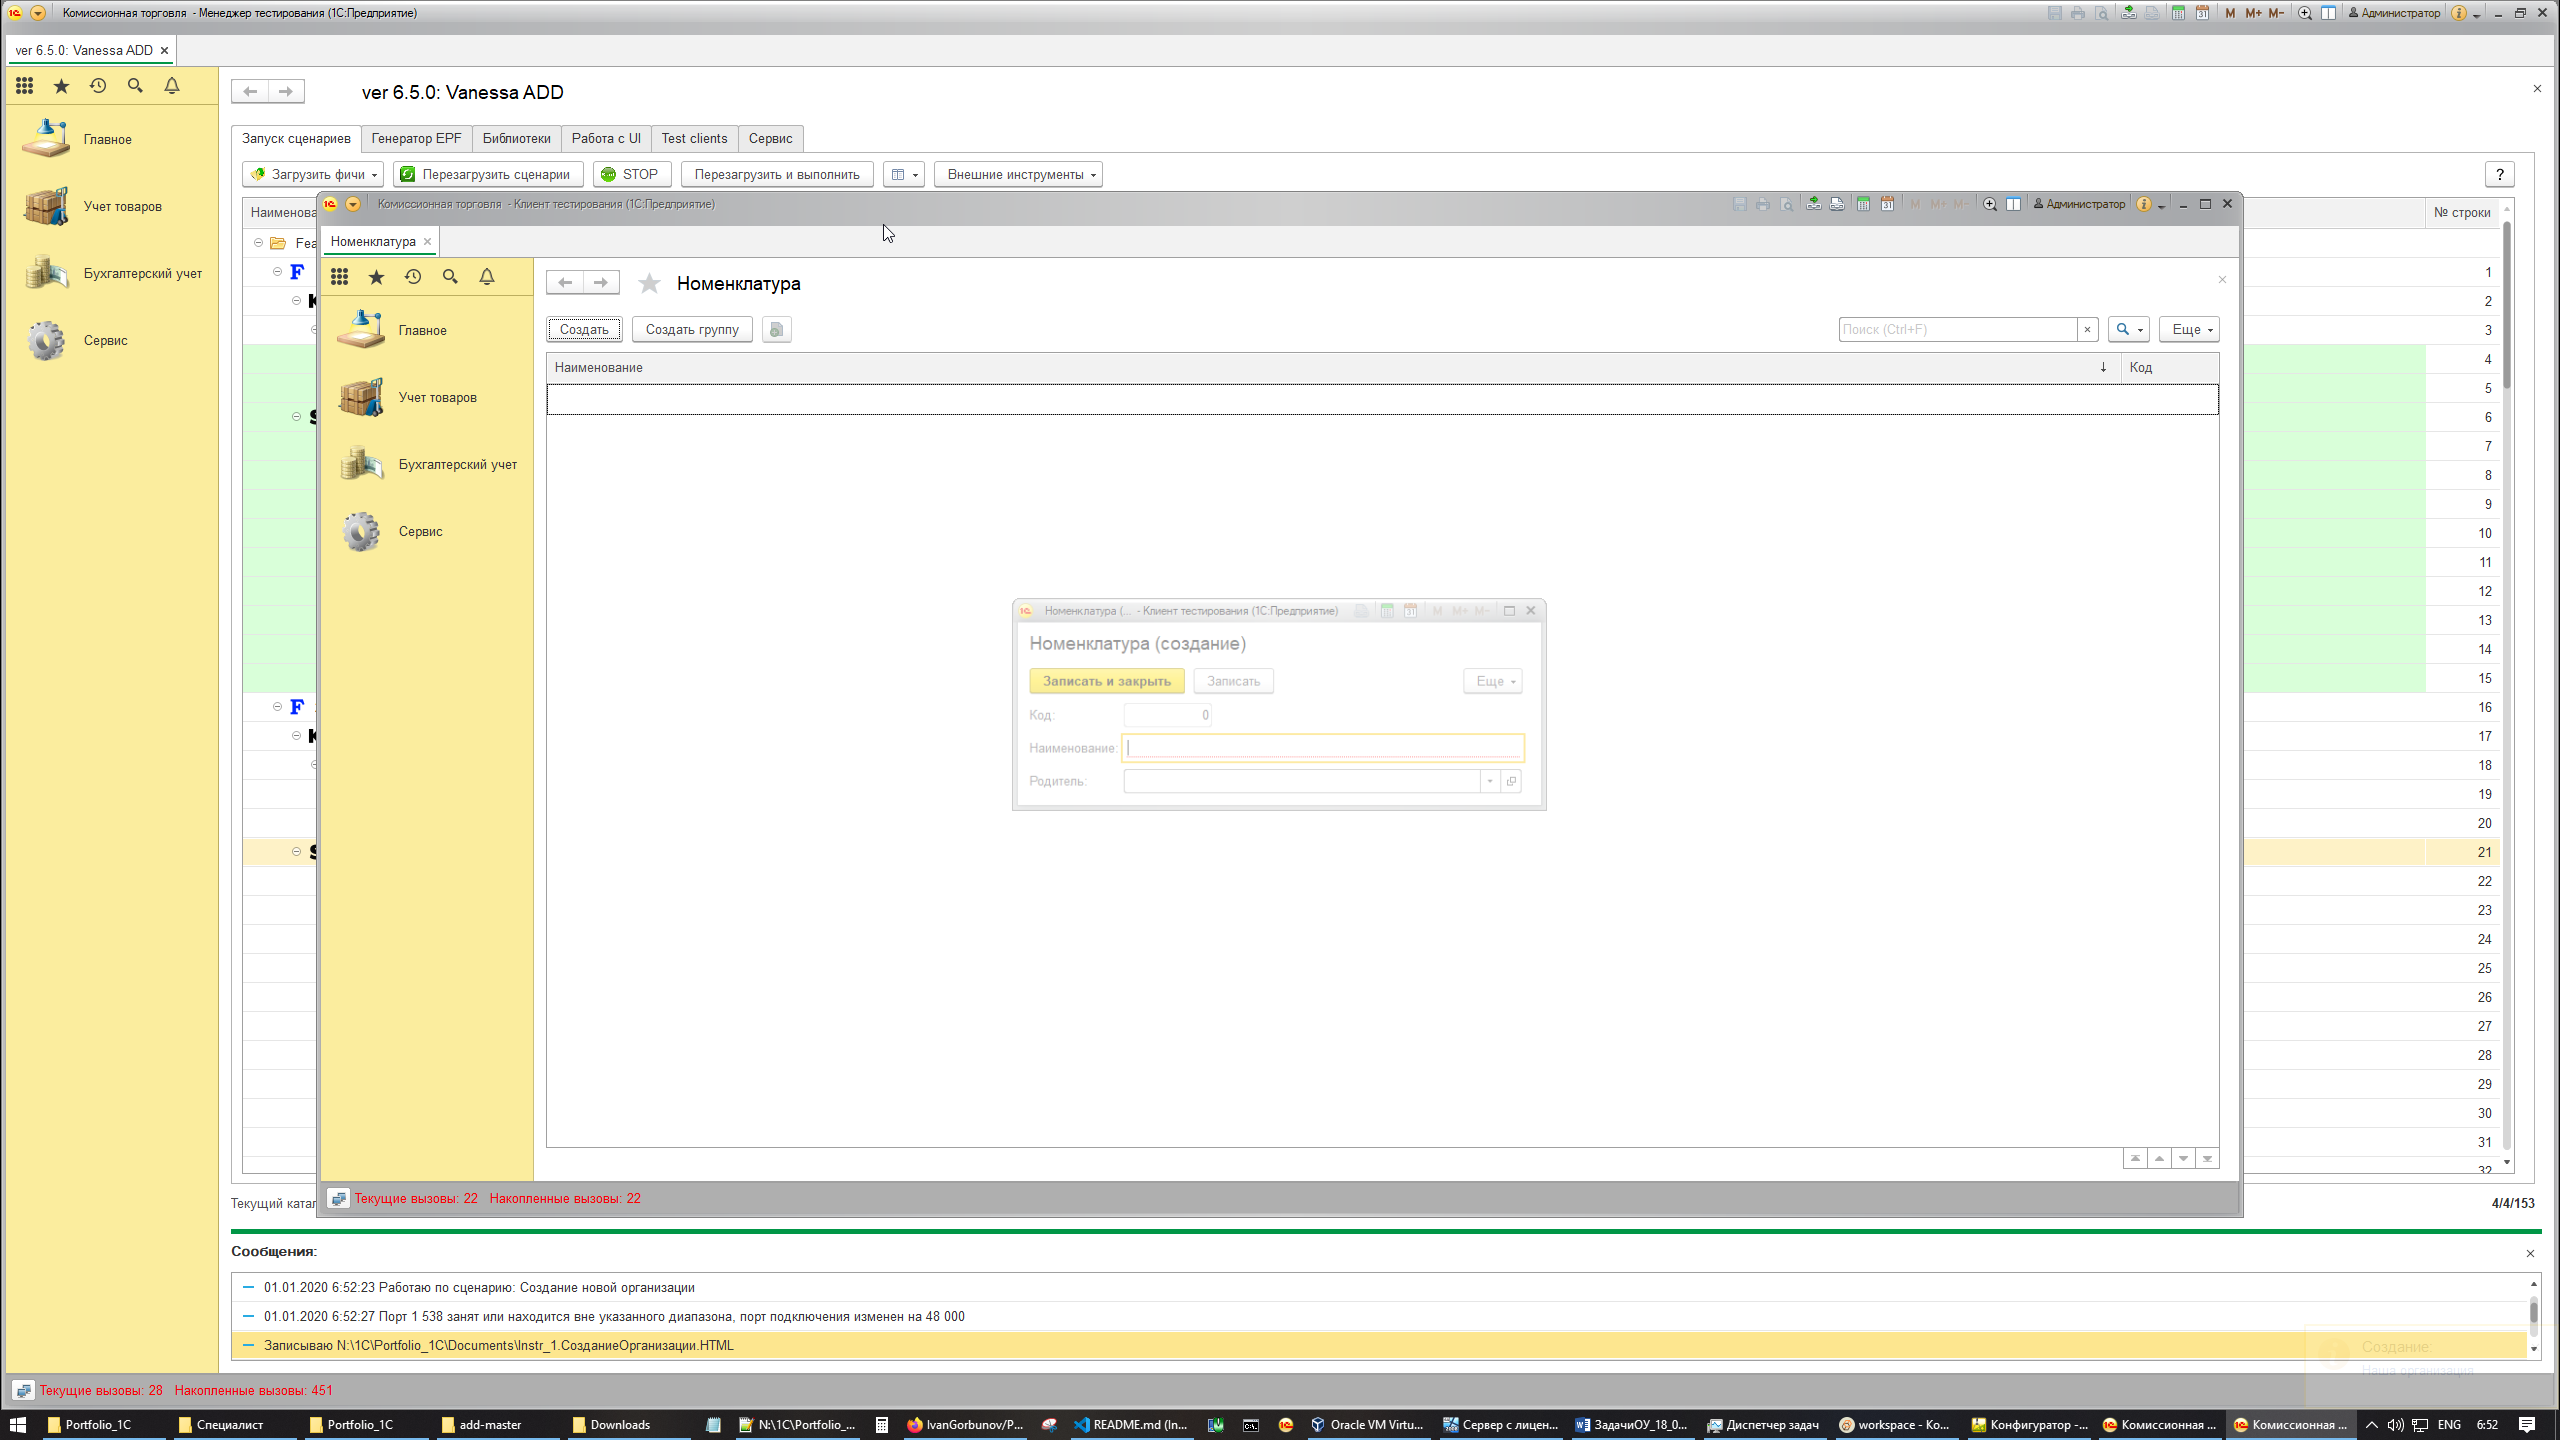 Комиссионная торговля - Менеджер тестирования (1С:Предприятие)
M M+ M- Администратор
ver 6.5.0: Vanessa ADD
ver 6.5.0: Vanessa ADD
Главное
Учет товаров
Бухгалтерский учет
Сервис
Запуск сценариев Генератор EPF Библиотеки Работа с UI Test clients Сервис
Загрузить фичи Перезагрузить сценарии STOP Перезагрузить и выполнить Внешние инструменты ?
Наименова № строки
Fea
F 1
2
3
4
5
6
7
8
9
10
11
12
13
14
15
F 16
17
18
19
20
21
22
23
24
25
26
27
28
29
30
31
32
Комиссионная торговля - Клиент тестирования (1С:Предприятие)
M M+ M- Администратор
Номенклатура
Номенклатура
Главное
Учет товаров
Бухгалтерский учет
Сервис
Создать Создать группу Поиск (Ctrl+F) Еще
Наименование Код
Номенклатура (... - Клиент тестирования (1С:Предприятие) M M+ M-
Номенклатура (создание)
Записать и закрыть Записать Еще
Код: 0
Наименование:
Родитель:
Текущие вызовы: 22 Накопленные вызовы: 22
Текущий катал 4/4/153
Сообщения:
01.01.2020 6:52:23 Работаю по сценарию: Создание новой организации
01.01.2020 6:52:27 Порт 1 538 занят или находится вне указанного диапазона, порт подключения изменен на 48 000
Записываю N:\1C\Portfolio_1C\Documents\Instr_1.СозданиеОрганизации.HTML
Создание:
Наша организация
Текущие вызовы: 28 Накопленные вызовы: 451
Portfolio_1C Специалист Portfolio_1C add-master Downloads N:\1C\Portfolio_... IvanGorbunov/P... README.md (In... Oracle VM Virtu... Сервер с лицен... ЗадачиОУ_18_0... Диспетчер задач workspace - Ко... Конфигуратор -... Комиссионная ... Комиссионная ... ENG 6:52